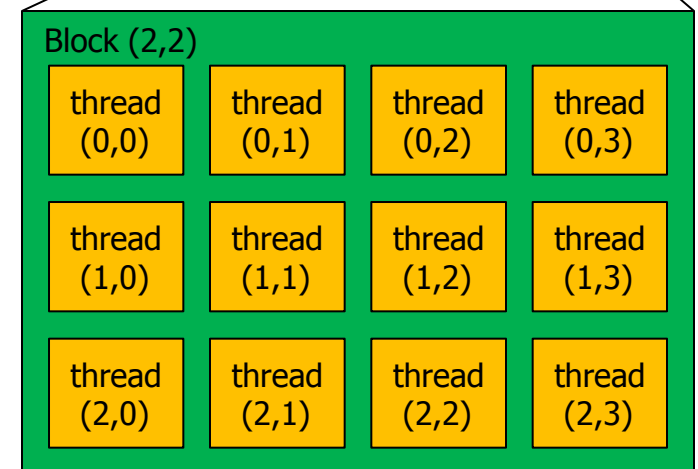 Block (2,2)
thread thread thread thread
(0,0) (0,1) (0,2) (0,3)
thread thread thread thread
(1,0) (1,1) (1,2) (1,3)
thread thread thread thread
(2,0) (2,1) (2,2) (2,3)